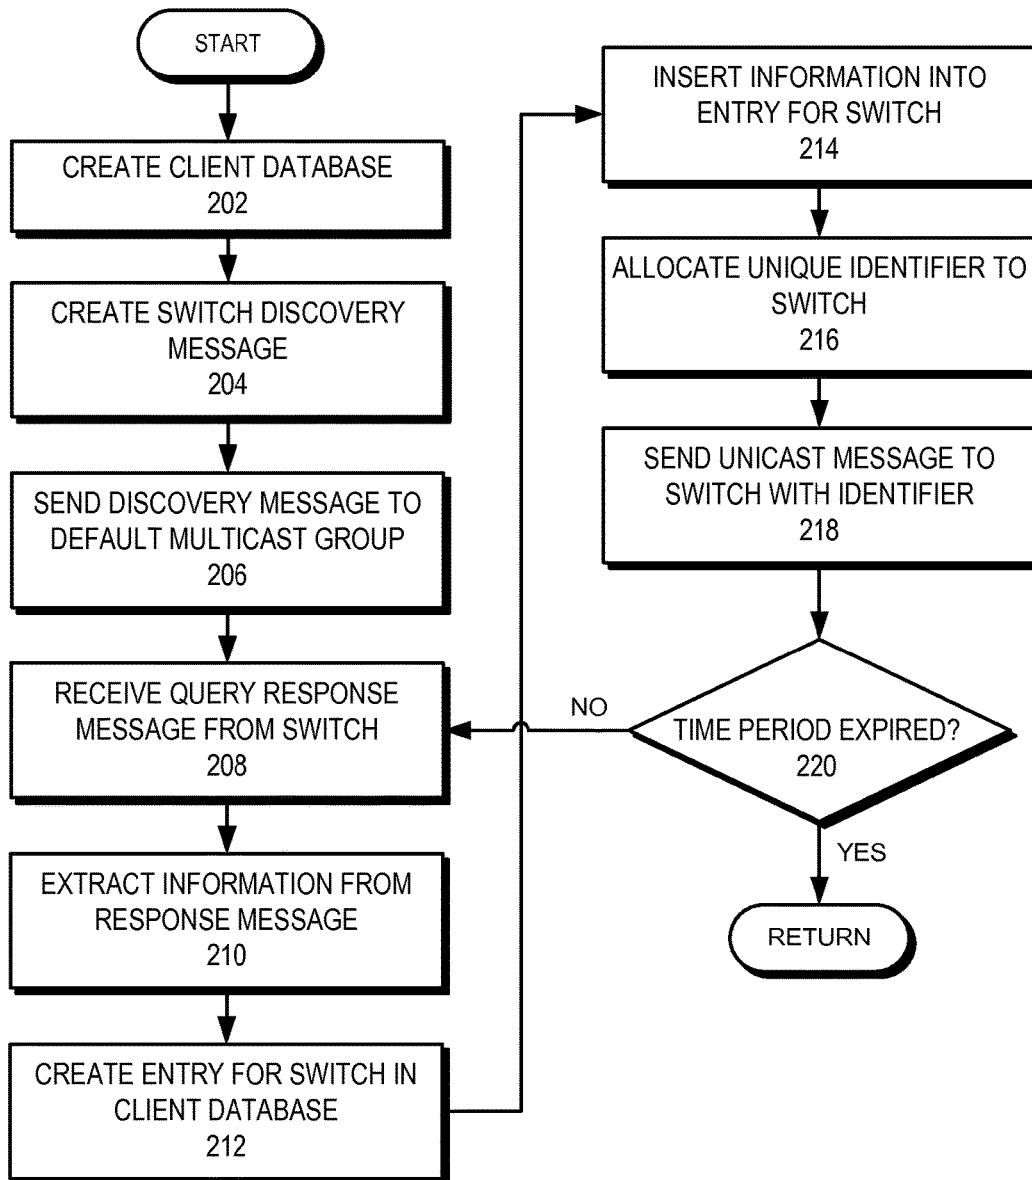 START
CREATE CLIENT DATABASE
202
CREATE SWITCH DISCOVERY
MESSAGE
204
SEND DISCOVERY MESSAGE TO
DEFAULT MULTICAST GROUP
206
RECEIVE QUERY RESPONSE
MESSAGE FROM SWITCH
208
EXTRACT INFORMATION FROM
RESPONSE MESSAGE
210
CREATE ENTRY FOR SWITCH IN
CLIENT DATABASE
212
INSERT INFORMATION INTO
ENTRY FOR SWITCH
214
ALLOCATE UNIQUE IDENTIFIER TO
SWITCH
216
SEND UNICAST MESSAGE TO
SWITCH WITH IDENTIFIER
218
TIME PERIOD EXPIRED?
220
NO
YES
RETURN